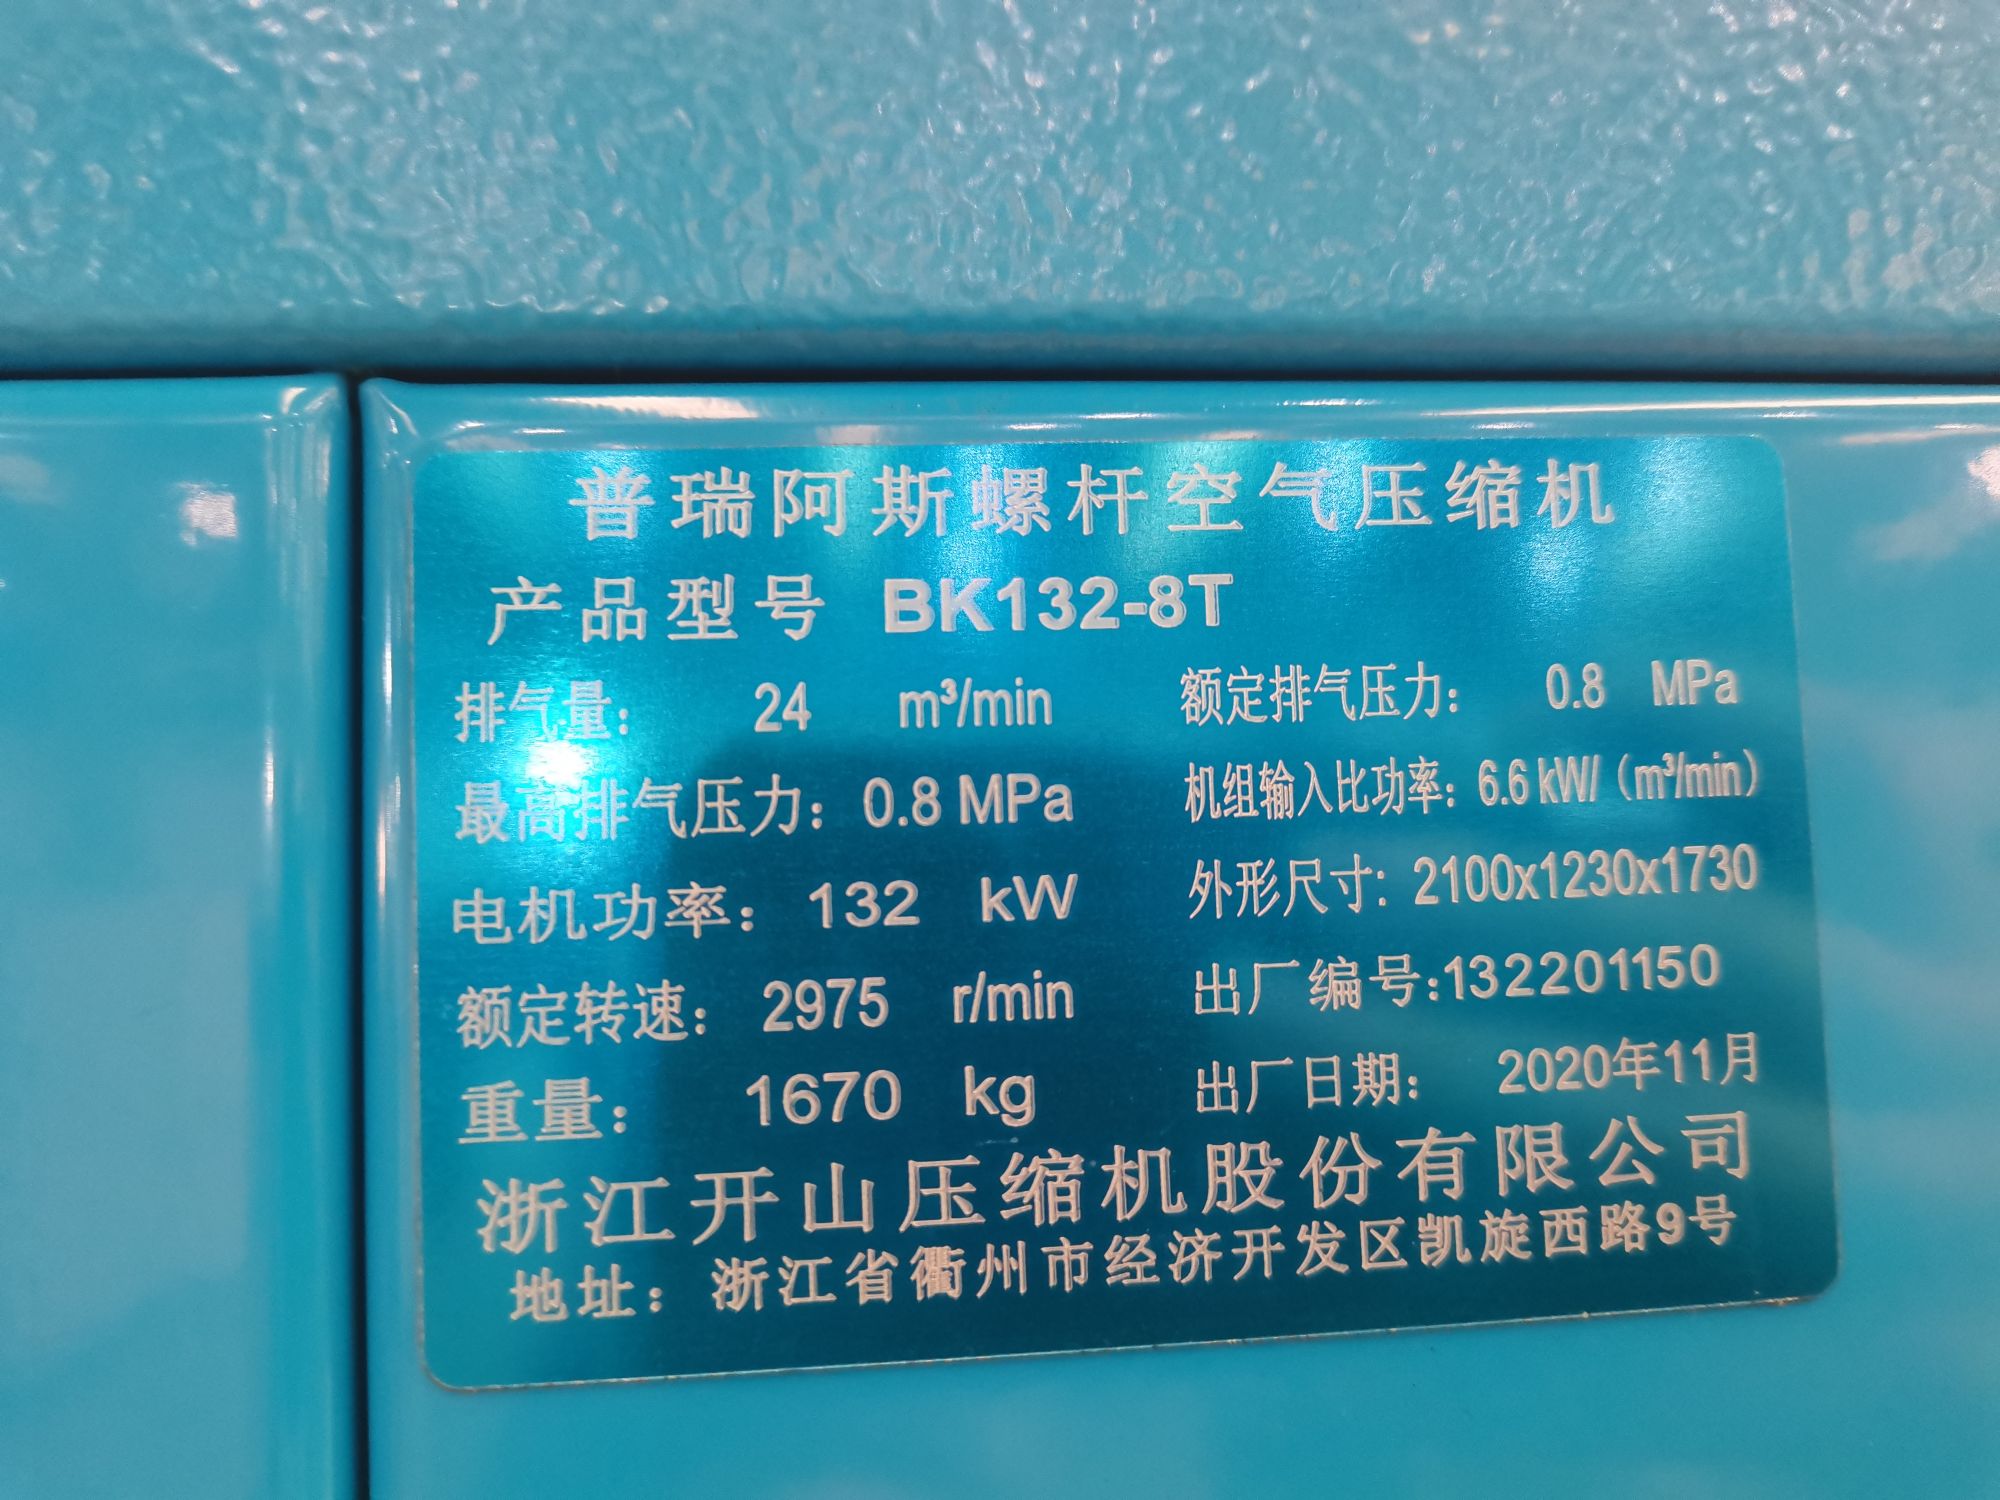 普瑞阿斯螺杆空气压缩机
产品型号 BK132-8T
排气量: 24 m³/min 额定排气压力: 0.8 MPa
最高排气压力: 0.8 MPa 机组输入比功率: 6.6 kW/（m³/min）
电机功率: 132 kW 外形尺寸: 2100x1230x1730
额定转速: 2975 r/min 出厂编号:132201150
重量: 1670 kg 出厂日期: 2020年11月
浙江开山压缩机股份有限公司
地址: 浙江省衢州市经济开发区凯旋西路9号